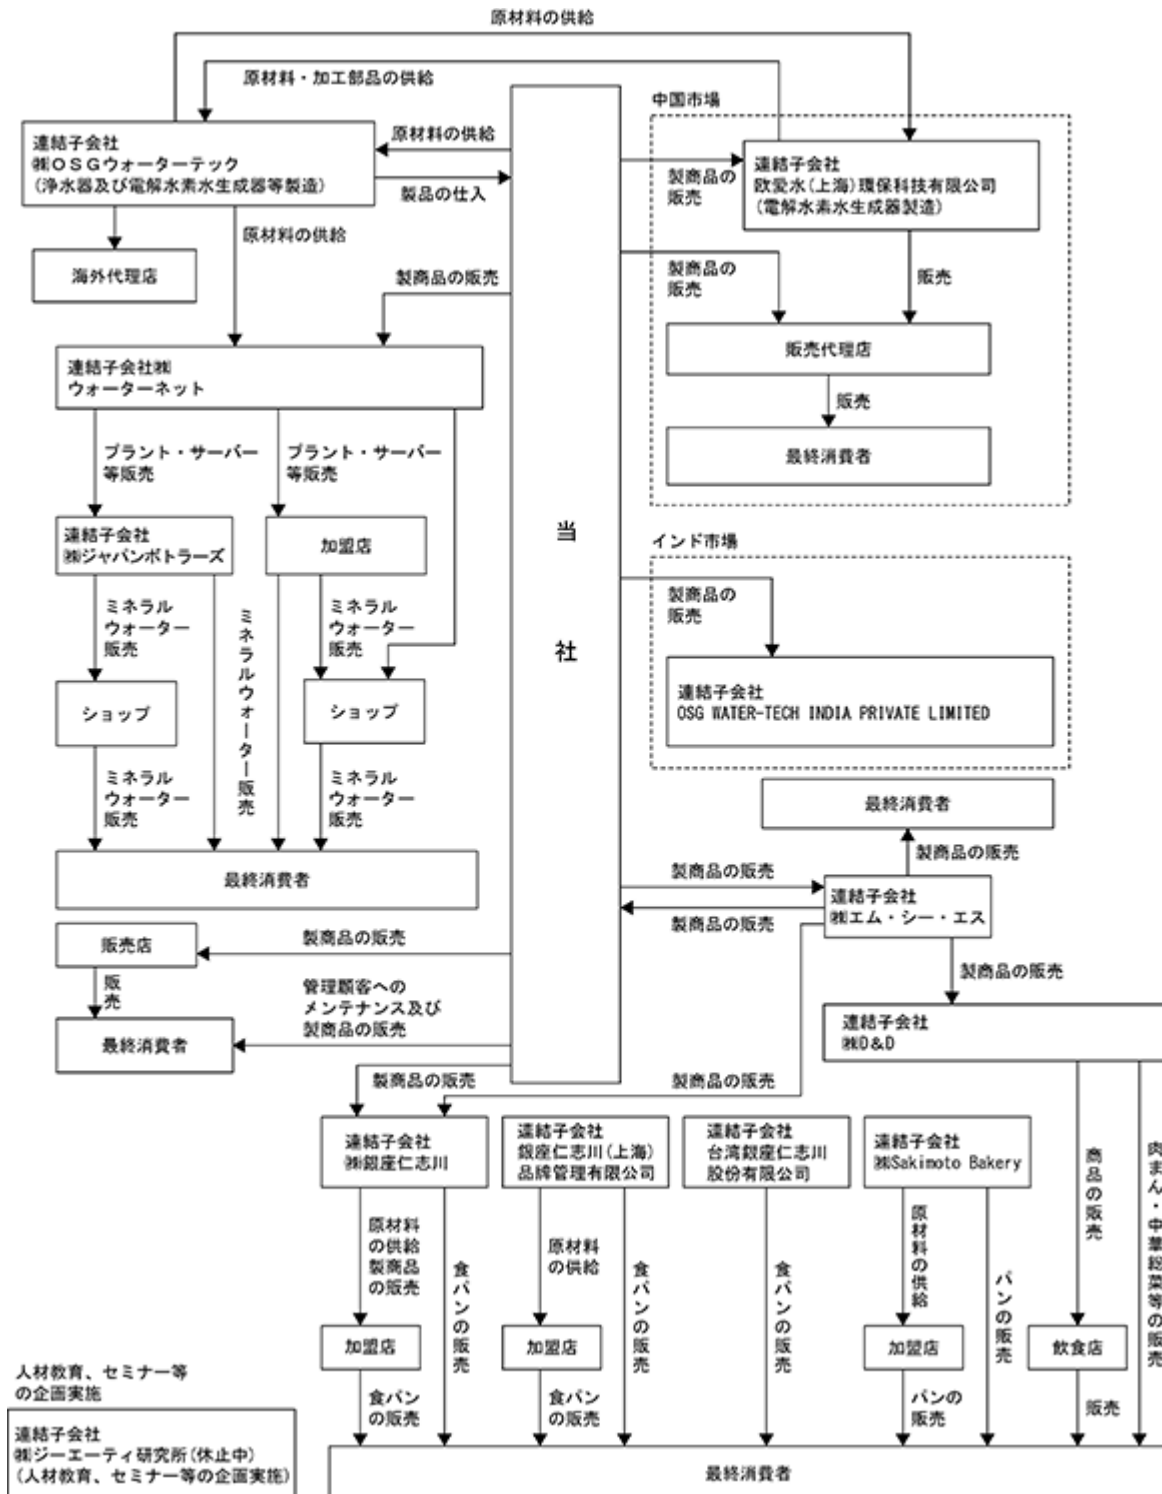 原材料の供給
原材料・加工部品の供給
中国市場
連結子会社
㈱OSGウォーターテック
(浄水器及び電解水素水生成器等製造)
原材料の供給
製品の仕入
製商品の
販売
連結子会社
欧愛水(上海)環保科技有限公司
(電解水素水生成器製造)
原材料の供給
海外代理店
製商品の販売
製商品の
販売
販売
販売代理店
連結子会社㈱
ウォーターネット
販売
最終消費者
プラント・サーバー
等販売
プラント・サーバー
等販売
当社
連結子会社
㈱ジャパンボトラーズ
加盟店
インド市場
製商品の
販売
ミネラル
ウォーター
販売
ミネラルウォーター販売
ミネラル
ウォーター
販売
連結子会社
OSG WATER-TECH INDIA PRIVATE LIMITED
ショップ
ショップ
ミネラル
ウォーター
販売
ミネラル
ウォーター
販売
最終消費者
製商品の販売
最終消費者
製商品の販売
製商品の販売
連結子会社
㈱エム・シー・エス
販売店
製商品の販売
製商品の販売
販売
管理顧客への
メンテナンス及び
製商品の販売
最終消費者
連結子会社
㈱D&D
製商品の販売
製商品の販売
連結子会社
㈱銀座仁志川
連結子会社
銀座仁志川(上海)
品牌管理有限公司
連結子会社
台湾銀座仁志川
股份有限公司
連結子会社
㈱Sakimoto Bakery
商品の販売
肉まん・中華総菜等の販売
原材料
の供給
製商品
の販売
食パンの販売
原材料
の供給
食パンの販売
食パンの販売
原材料の供給
パンの販売
加盟店
加盟店
加盟店
飲食店
食パン
の販売
食パン
の販売
パンの
販売
販売
最終消費者
人材教育、セミナー等
の企画実施
連結子会社
㈱ジーエーティ研究所(休止中)
(人材教育、セミナー等の企画実施)